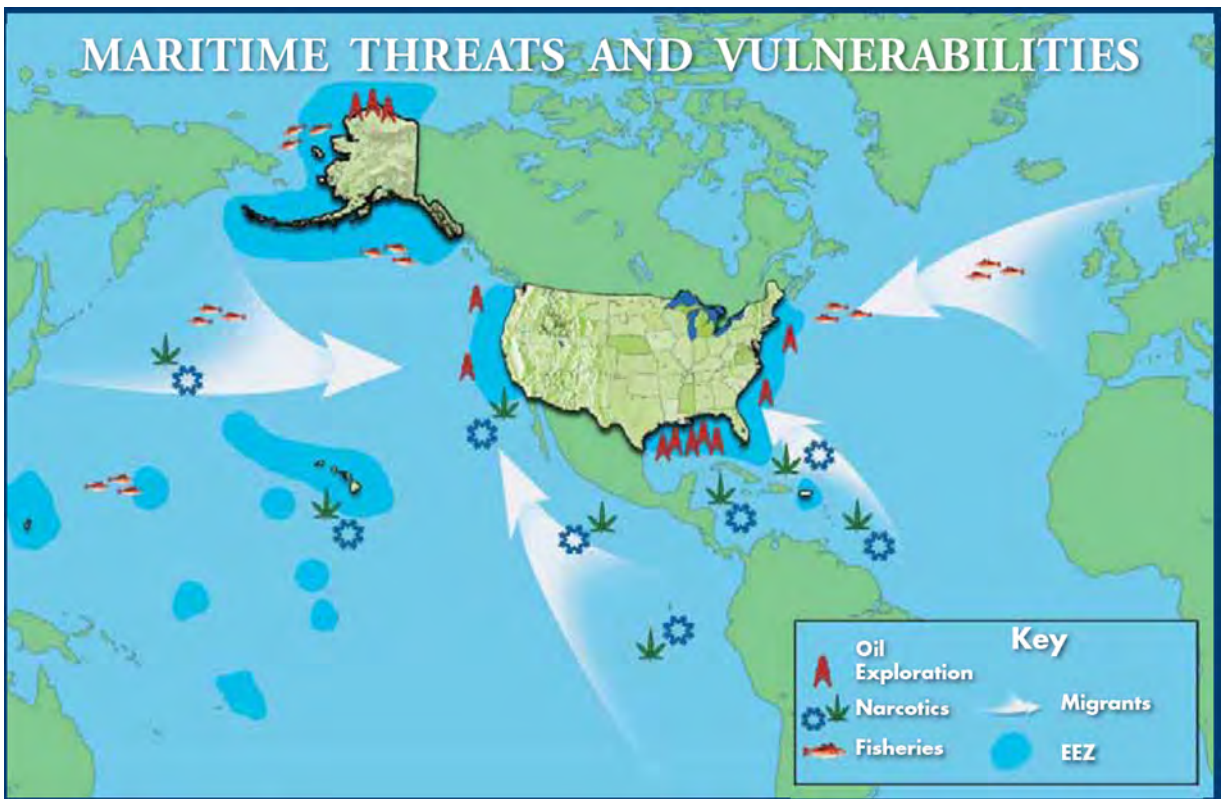 MARITIME THREATS AND VULNERABILITIES
Key
Oil
Exploration
Narcotics
Migrants
Fisheries
EEZ